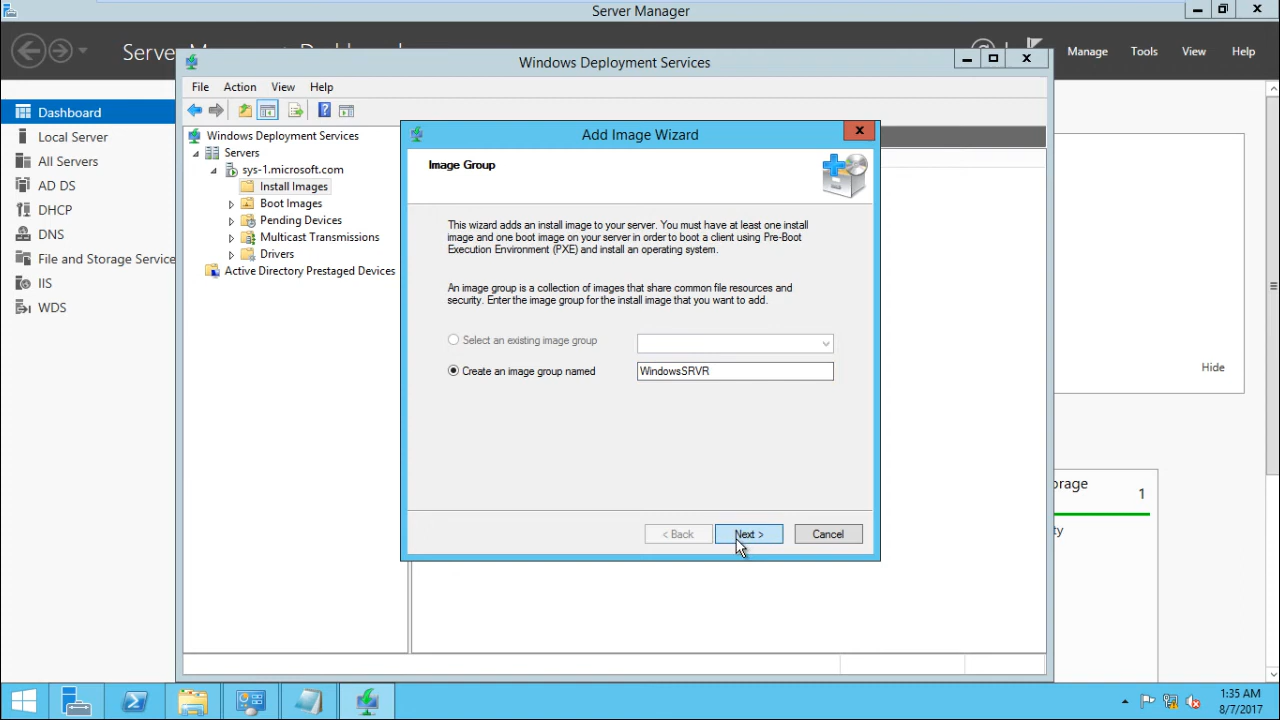 Server Manager
Manage
Tools
View
Help
Windows Deployment Services
File
Action
View
Help
Dashboard
Local Server
All Servers
AD DS
DHCP
DNS
File and Storage Service
IIS
WDS
Windows Deployment Services
Servers
sys-1.microsoft.com
Install Images
Boot Images
Pending Devices
Multicast Transmissions
Drivers
Active Directory Prestaged Devices
Add Image Wizard
Image Group
This wizard adds an install image to your server. You must have at least one install
image and one boot image on your server in order to boot a client using Pre-Boot
Execution Environment (PXE) and install an operating system.
An image group is a collection of images that share common file resources and
security. Enter the image group for the install image that you want to add.
Select an existing image group
Create an image group named
WindowsSRVR
< Back
Next >
Cancel
Hide
orage
1
ty
1:35 AM
8/7/2017